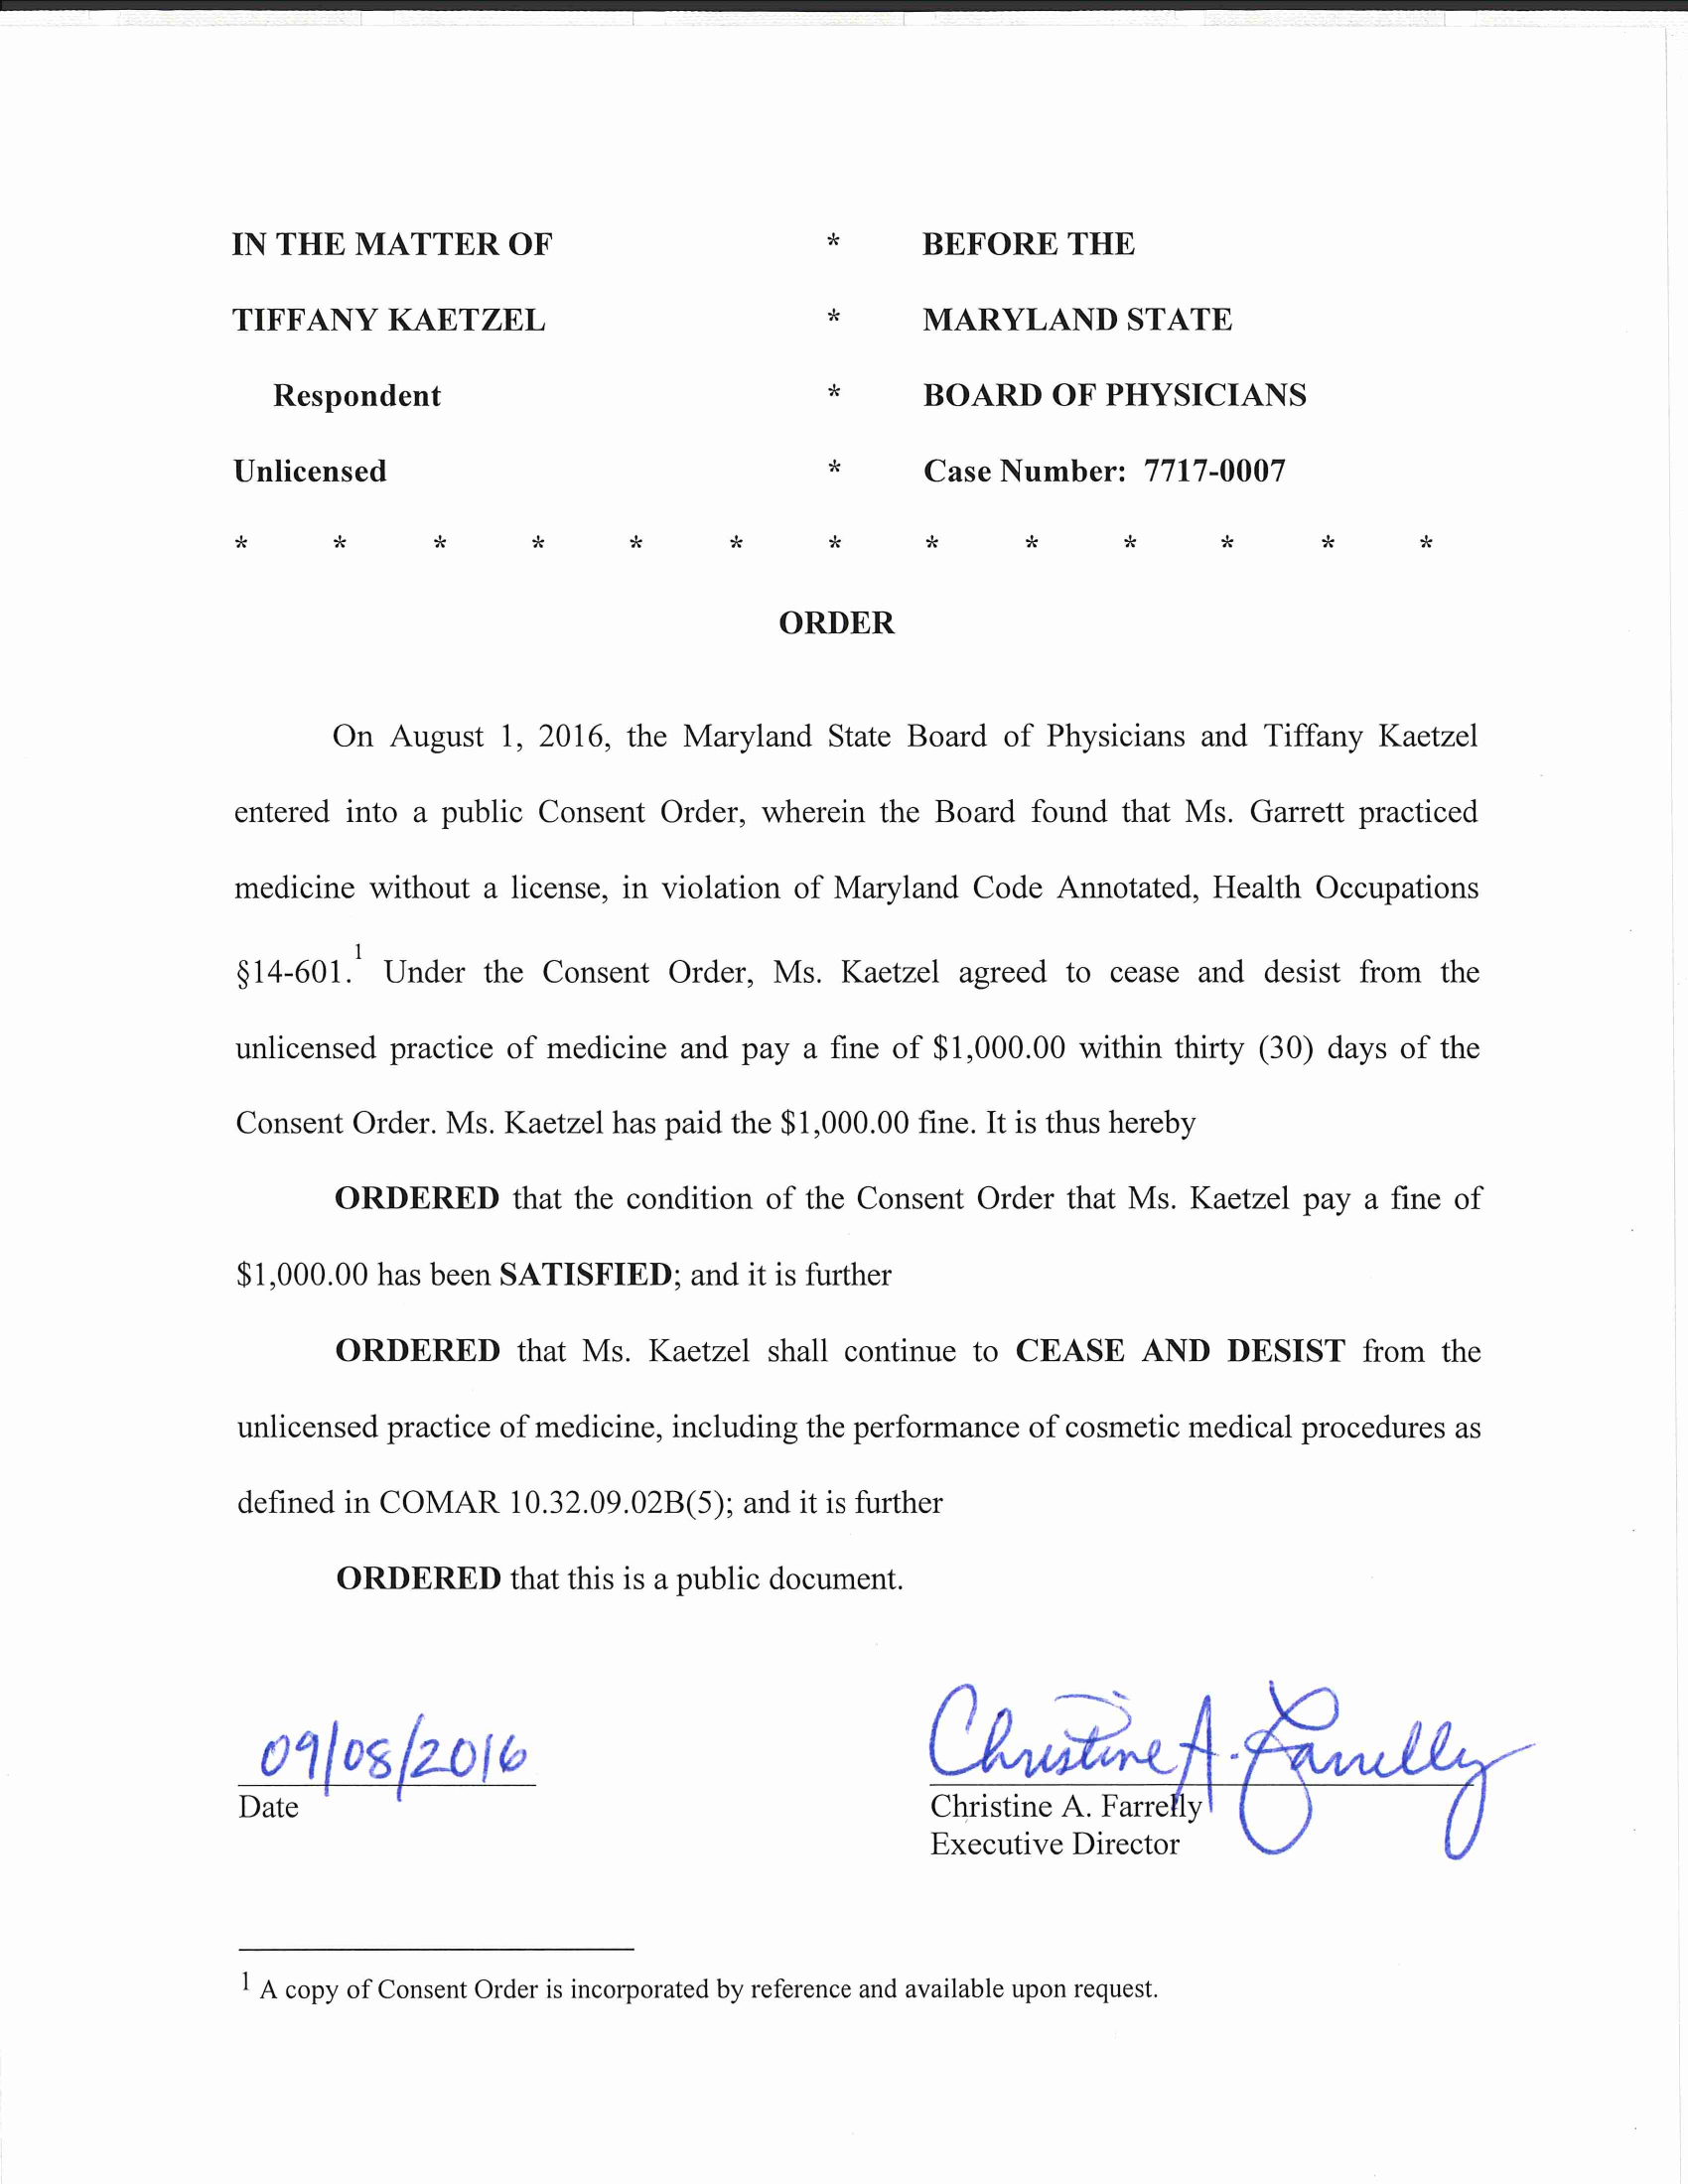 IN THE MATTER OF * BEFORE THE
TIFFANY KAETZEL * MARYLAND STATE
Respondent * BOARD OF PHYSICIANS
Unlicensed * Case Number: 7717-0007
* * * * * * * * * * * * *
ORDER
On August 1, 2016, the Maryland State Board of Physicians and Tiffany Kaetzel
entered into a public Consent Order, wherein the Board found that Ms. Garrett practiced
medicine without a license, in violation of Maryland Code Annotated, Health Occupations
§14-601.1 Under the Consent Order, Ms. Kaetzel agreed to cease and desist from the
unlicensed practice of medicine and pay a fine of $1,000.00 within thirty (30) days of the
Consent Order. Ms. Kaetzel has paid the $1,000.00 fine. It is thus hereby
ORDERED that the condition of the Consent Order that Ms. Kaetzel pay a fine of
$1,000.00 has been SATISFIED; and it is further
ORDERED that Ms. Kaetzel shall continue to CEASE AND DESIST from the
unlicensed practice of medicine, including the performance of cosmetic medical procedures as
defined in COMAR 10.32.09.02B(5); and it is further
ORDERED that this is a public document.
09/08/2016 Christine A. Farrelly
Date Christine A. Farrelly
Executive Director
1 A copy of Consent Order is incorporated by reference and available upon request.